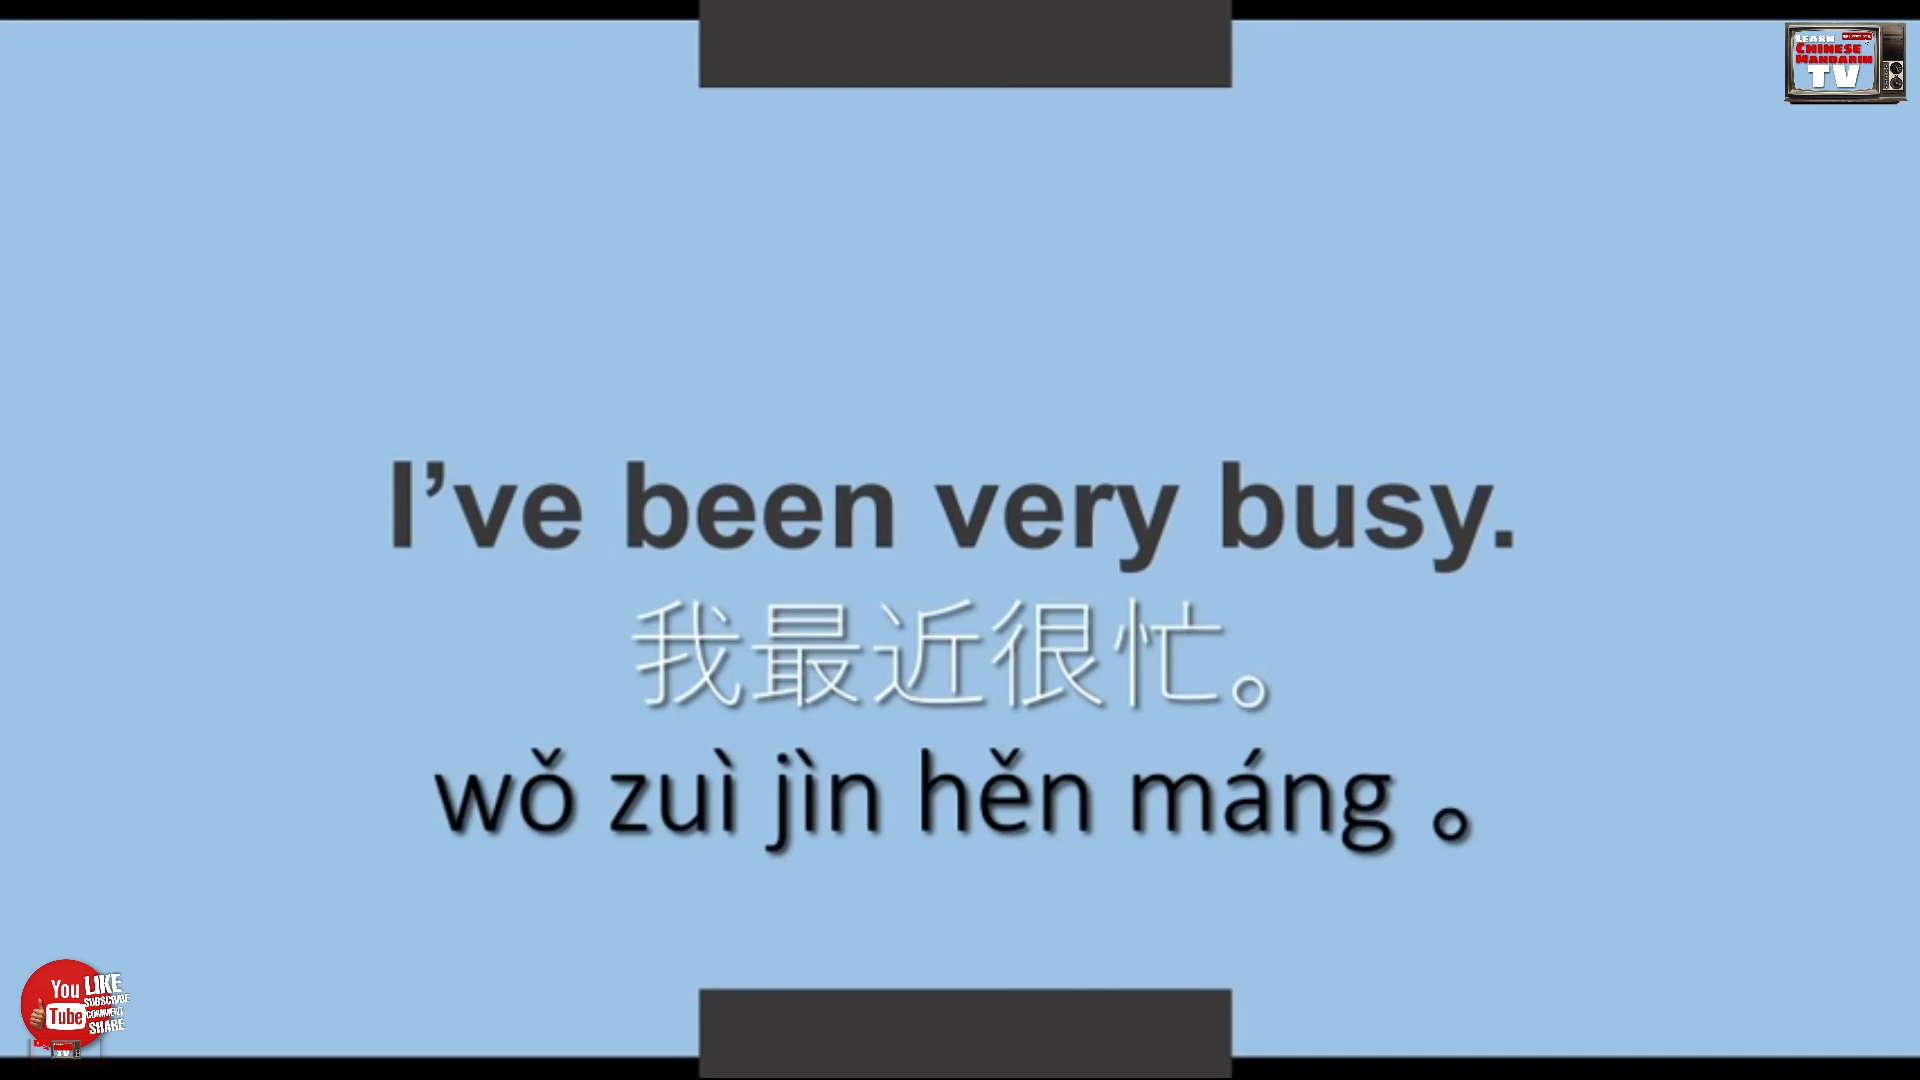 LEARN
CHINESE
MANDARIN
TV
I’ve been very busy.
我最近很忙。
wǒ zuì jìn hěn máng 。
You LIKE
SUBSCRIBE
Tube COMMENT
SHARE
TV